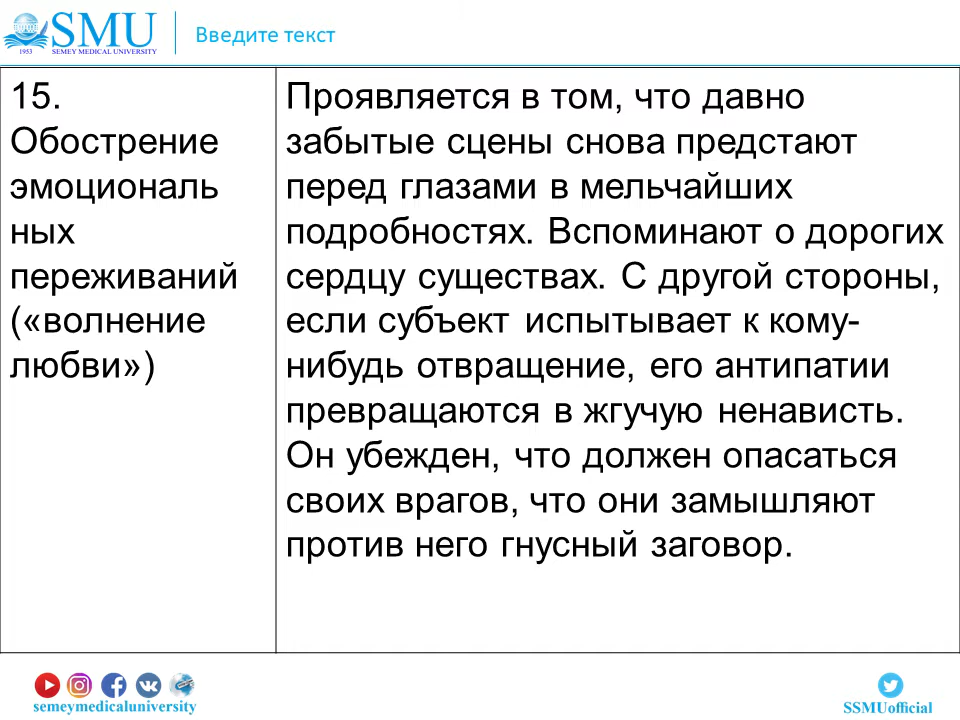 SMU
1953 SEMEY MEDICAL UNIVERSITY
Введите текст
15.
Обострение
эмоциональ
ных
переживаний
(«волнение
любви»)
Проявляется в том, что давно
забытые сцены снова предстают
перед глазами в мельчайших
подробностях. Вспоминают о дорогих
сердцу существах. С другой стороны,
если субъект испытывает к кому-
нибудь отвращение, его антипатии
превращаются в жгучую ненависть.
Он убежден, что должен опасаться
своих врагов, что они замышляют
против него гнусный заговор.
semeymedicaluniversity
SSMUofficial